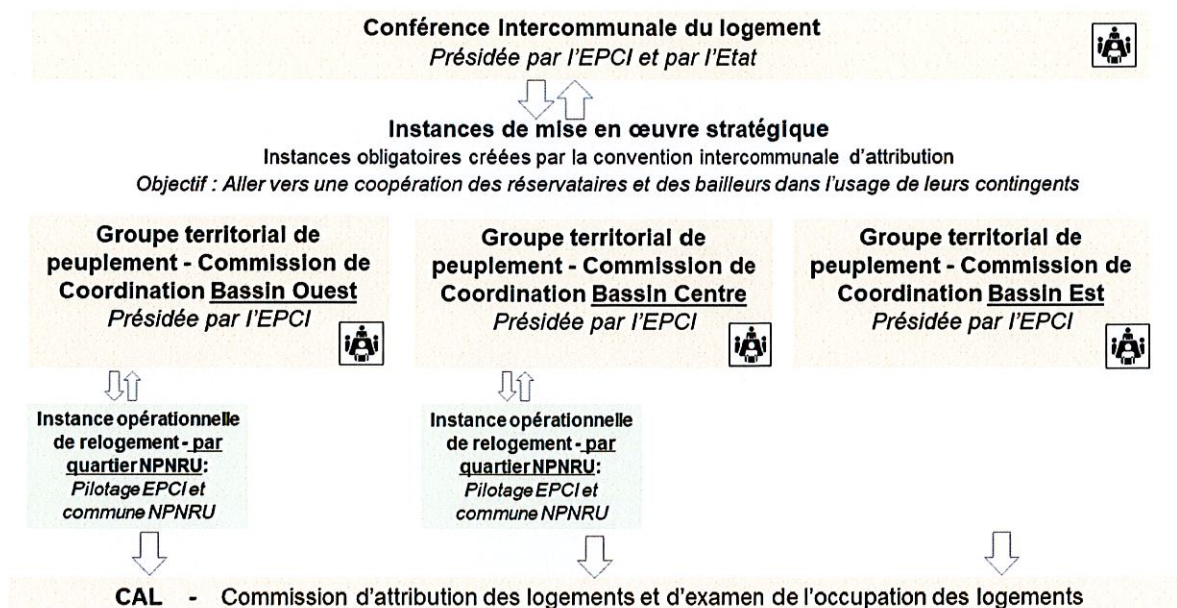 Conférence Intercommunale du logement
Présidée par l'EPCI et par l'Etat
Instances de mise en œuvre stratégique
Instances obligatoires créées par la convention intercommunale d'attribution
Objectif : Aller vers une coopération des réservataires et des bailleurs dans l'usage de leurs contingents
Groupe territorial de
peuplement - Commission de
Coordination Bassin Ouest
Présidée par l'EPCI
Groupe territorial de
peuplement - Commission de
Coordination Bassin Centre
Présidée par l'EPCI
Groupe territorial de
peuplement - Commission de
Coordination Bassin Est
Présidée par l'EPCI
Instance opérationnelle
de relogement - par
quartier NPNRU:
Pilotage EPCI et
commune NPNRU
Instance opérationnelle
de relogement - par
quartier NPNRU:
Pilotage EPCI et
commune NPNRU
CAL - Commission d'attribution des logements et d'examen de l'occupation des logements